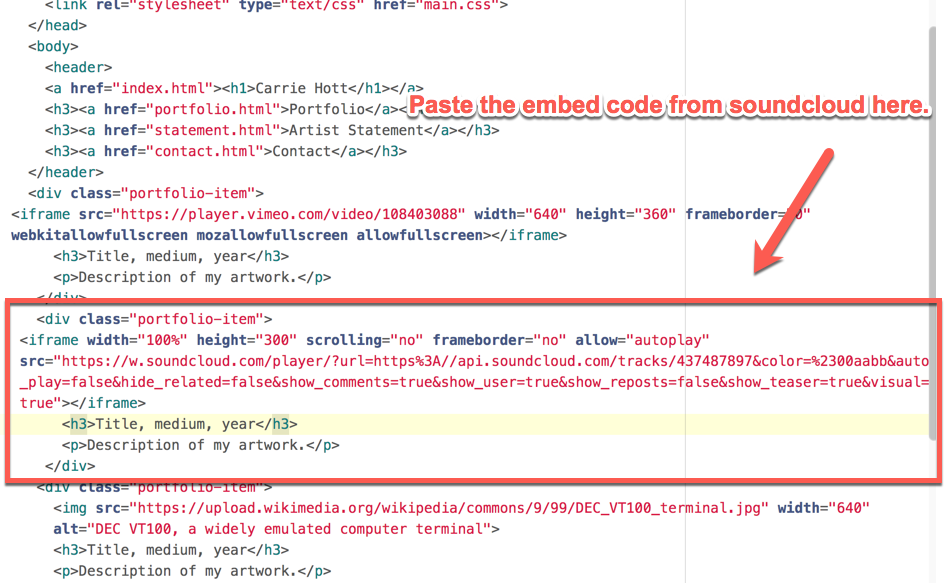 <link rel="stylesheet" type="text/css" href="main.css">
</head>
<body>
<header>
<a href="index.html"><h1>Carrie Hott</h1></a>
<h3><a href="portfolio.html">Portfolio</a><
Paste the embed code from soundcloud here.
<h3><a href="statement.html">Artist Statement</a></h3>
<h3><a href="contact.html">Contact</a></h3>
</header>
<div class="portfolio-item">
<iframe src="https://player.vimeo.com/video/108403088" width="640" height="360" frameborder="0"
webkitallowfullscreen mozallowfullscreen allowfullscreen></iframe>
<h3>Title, medium, year</h3>
<p>Description of my artwork.</p>
</div>
<div class="portfolio-item">
<iframe width="100%" height="300" scrolling="no" frameborder="no" allow="autoplay"
src="https://w.soundcloud.com/player/?url=https%3A//api.soundcloud.com/tracks/437487897&color=%2300aabb&auto
_play=false&hide_related=false&show_comments=true&show_user=true&show_reposts=false&show_teaser=true&visual=
true"></iframe>
<h3>Title, medium, year</h3>
<p>Description of my artwork.</p>
</div>
<div class="portfolio-item">
<img src="https://upload.wikimedia.org/wikipedia/commons/9/99/DEC_VT100_terminal.jpg" width="640"
alt="DEC VT100, a widely emulated computer terminal">
<h3>Title, medium, year</h3>
<p>Description of my artwork.</p>